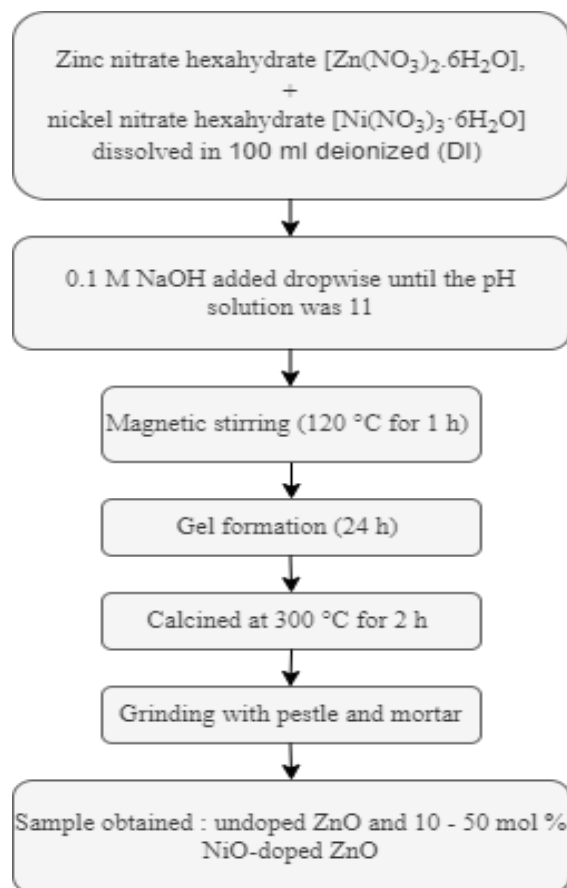 Zinc nitrate hexahydrate [Zn(NO₃)₂.6H₂O],
+
nickel nitrate hexahydrate [Ni(NO₃)₃·6H₂O]
dissolved in 100 ml deionized (DI)
0.1 M NaOH added dropwise until the pH
solution was 11
Magnetic stirring (120 °C for 1 h)
Gel formation (24 h)
Calcined at 300 °C for 2 h
Grinding with pestle and mortar
Sample obtained : undoped ZnO and 10 - 50 mol %
NiO-doped ZnO